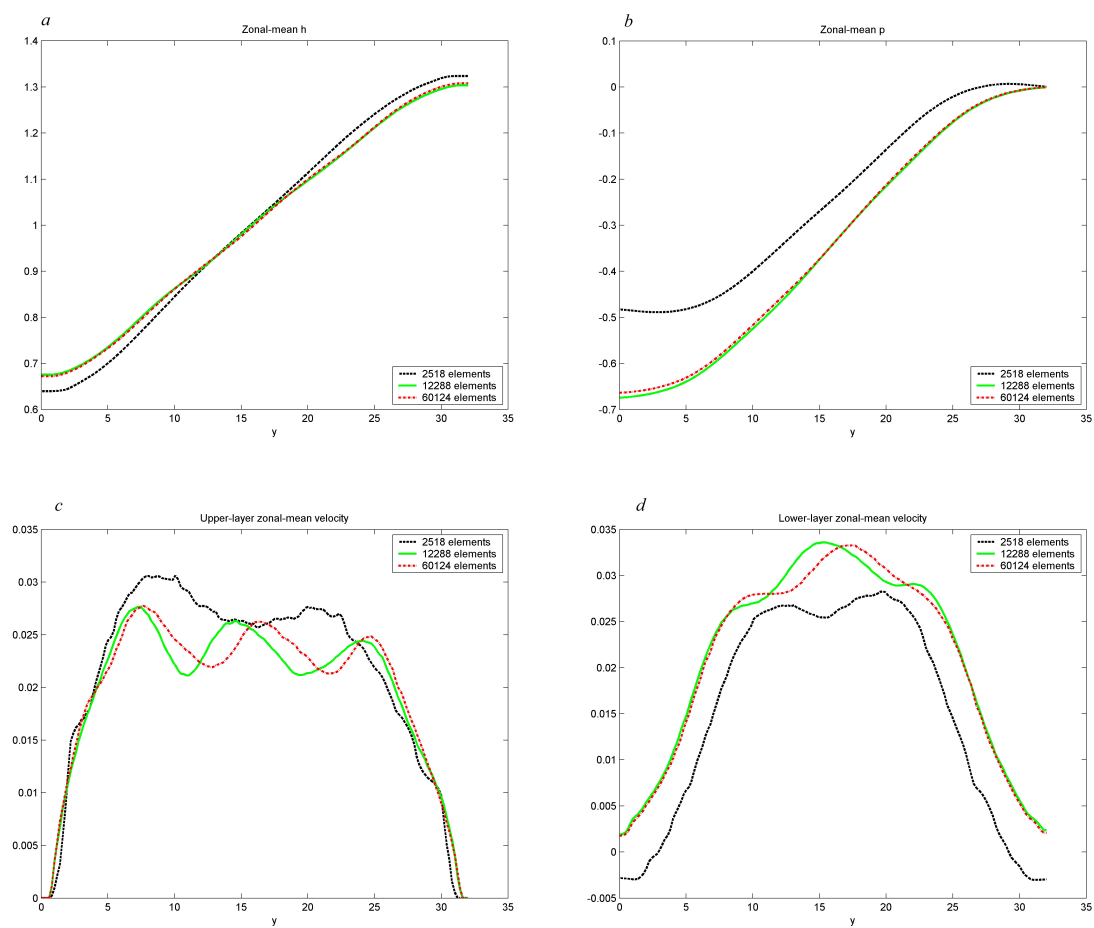 a
Zonal-mean h
1.4
1.3
1.2
1.1
1
0.9
0.8
0.7
0.6
0 5 10 15 20 25 30 35
y
2518 elements
12288 elements
60124 elements
b
Zonal-mean p
0.1
0
-0.1
-0.2
-0.3
-0.4
-0.5
-0.6
-0.7
0 5 10 15 20 25 30 35
y
2518 elements
12288 elements
60124 elements
c
Upper-layer zonal-mean velocity
0.035
0.03
0.025
0.02
0.015
0.01
0.005
0
0 5 10 15 20 25 30 35
y
2518 elements
12288 elements
60124 elements
d
Lower-layer zonal-mean velocity
0.035
0.03
0.025
0.02
0.015
0.01
0.005
0
-0.005
0 5 10 15 20 25 30 35
y
2518 elements
12288 elements
60124 elements